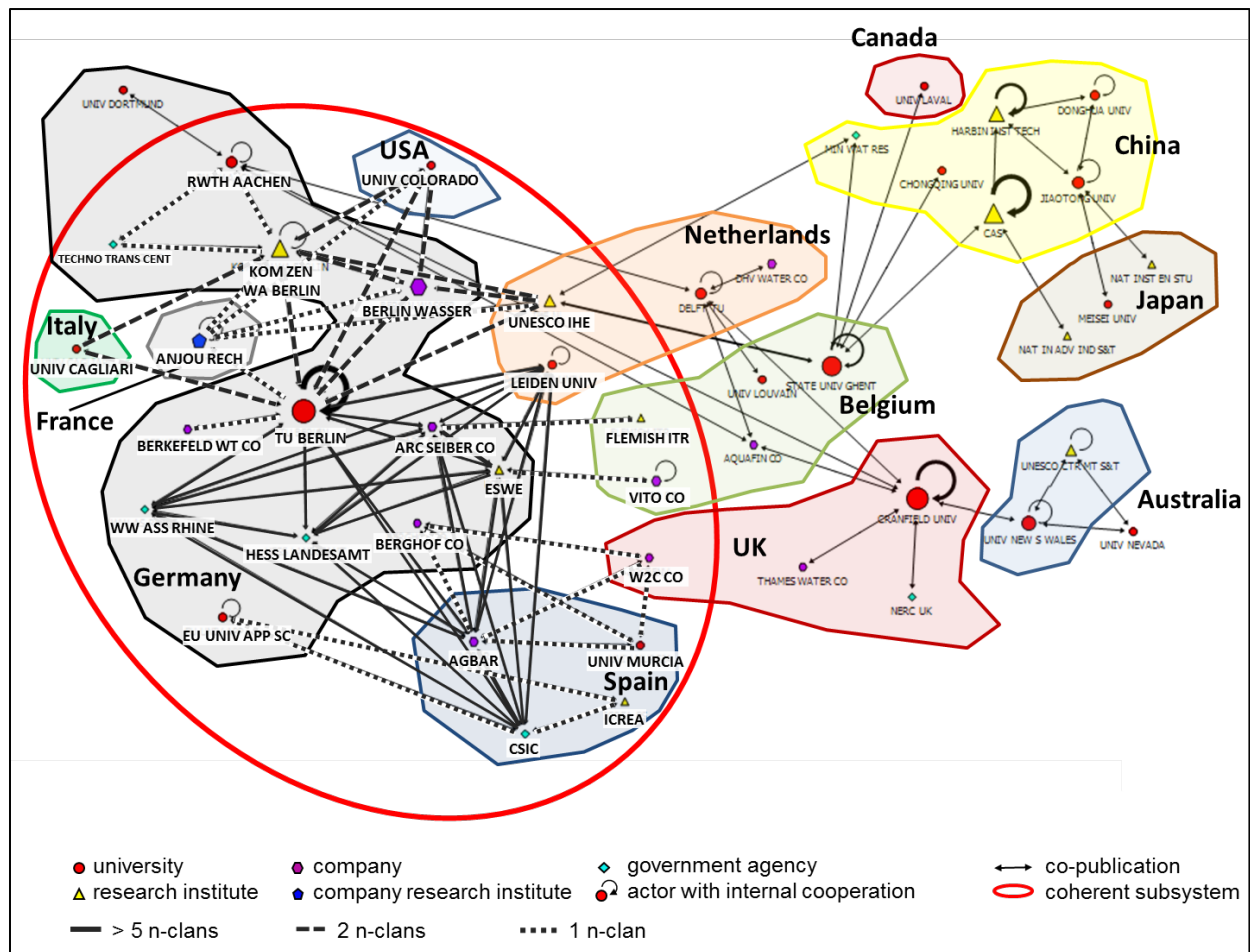 Canada
UNIV DORTMUND
UNIV LAVAL
DONGHUA UNIV
HARBIN INST TECH
USA
China
MIN WAT RES
RWTH AACHEN
UNIV COLORADO
CHONGQING UNIV
JIAOTONG UNIV
CAS
Netherlands
TECHNO TRANS CENT
KOM ZEN
WA BERLIN
DHV WATER CO
NAT INST EN STU
BERLIN WASSER
UNESCO IHE
DELFT TU
Japan
MEISEI UNIV
Italy
ANJOU RECH
NAT IN ADV IND S&T
UNIV CAGLIARI
LEIDEN UNIV
UNIV LOUVAIN
STATE UNIV GHENT
Belgium
France
BERKEFELD WT CO
TU BERLIN
ARC SEIBER CO
FLEMISH ITR
AQUAFIN CO
UNESCO CTR MT S&T
ESWE
VITO CO
Australia
WW ASS RHINE
CRANFIELD UNIV
HESS LANDESAMT
BERGHOF CO
UK
UNIV NEW S WALES
UNIV NEVADA
Germany
W2C CO
THAMES WATER CO
NERC UK
EU UNIV APP SC
AGBAR
UNIV MURCIA
Spain
ICREA
CSIC
university
company
government agency
co-publication
research institute
company research institute
actor with internal cooperation
coherent subsystem
> 5 n-clans
2 n-clans
1 n-clan